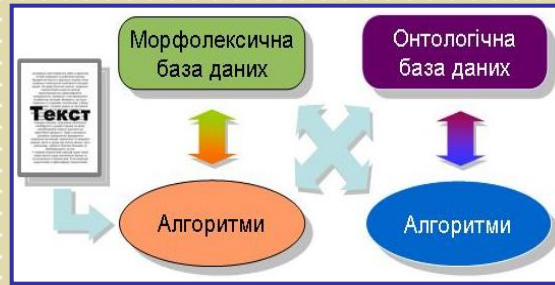 Морфолексична
база даних
Онтологічна
база даних
Текст
Алгоритми
Алгоритми